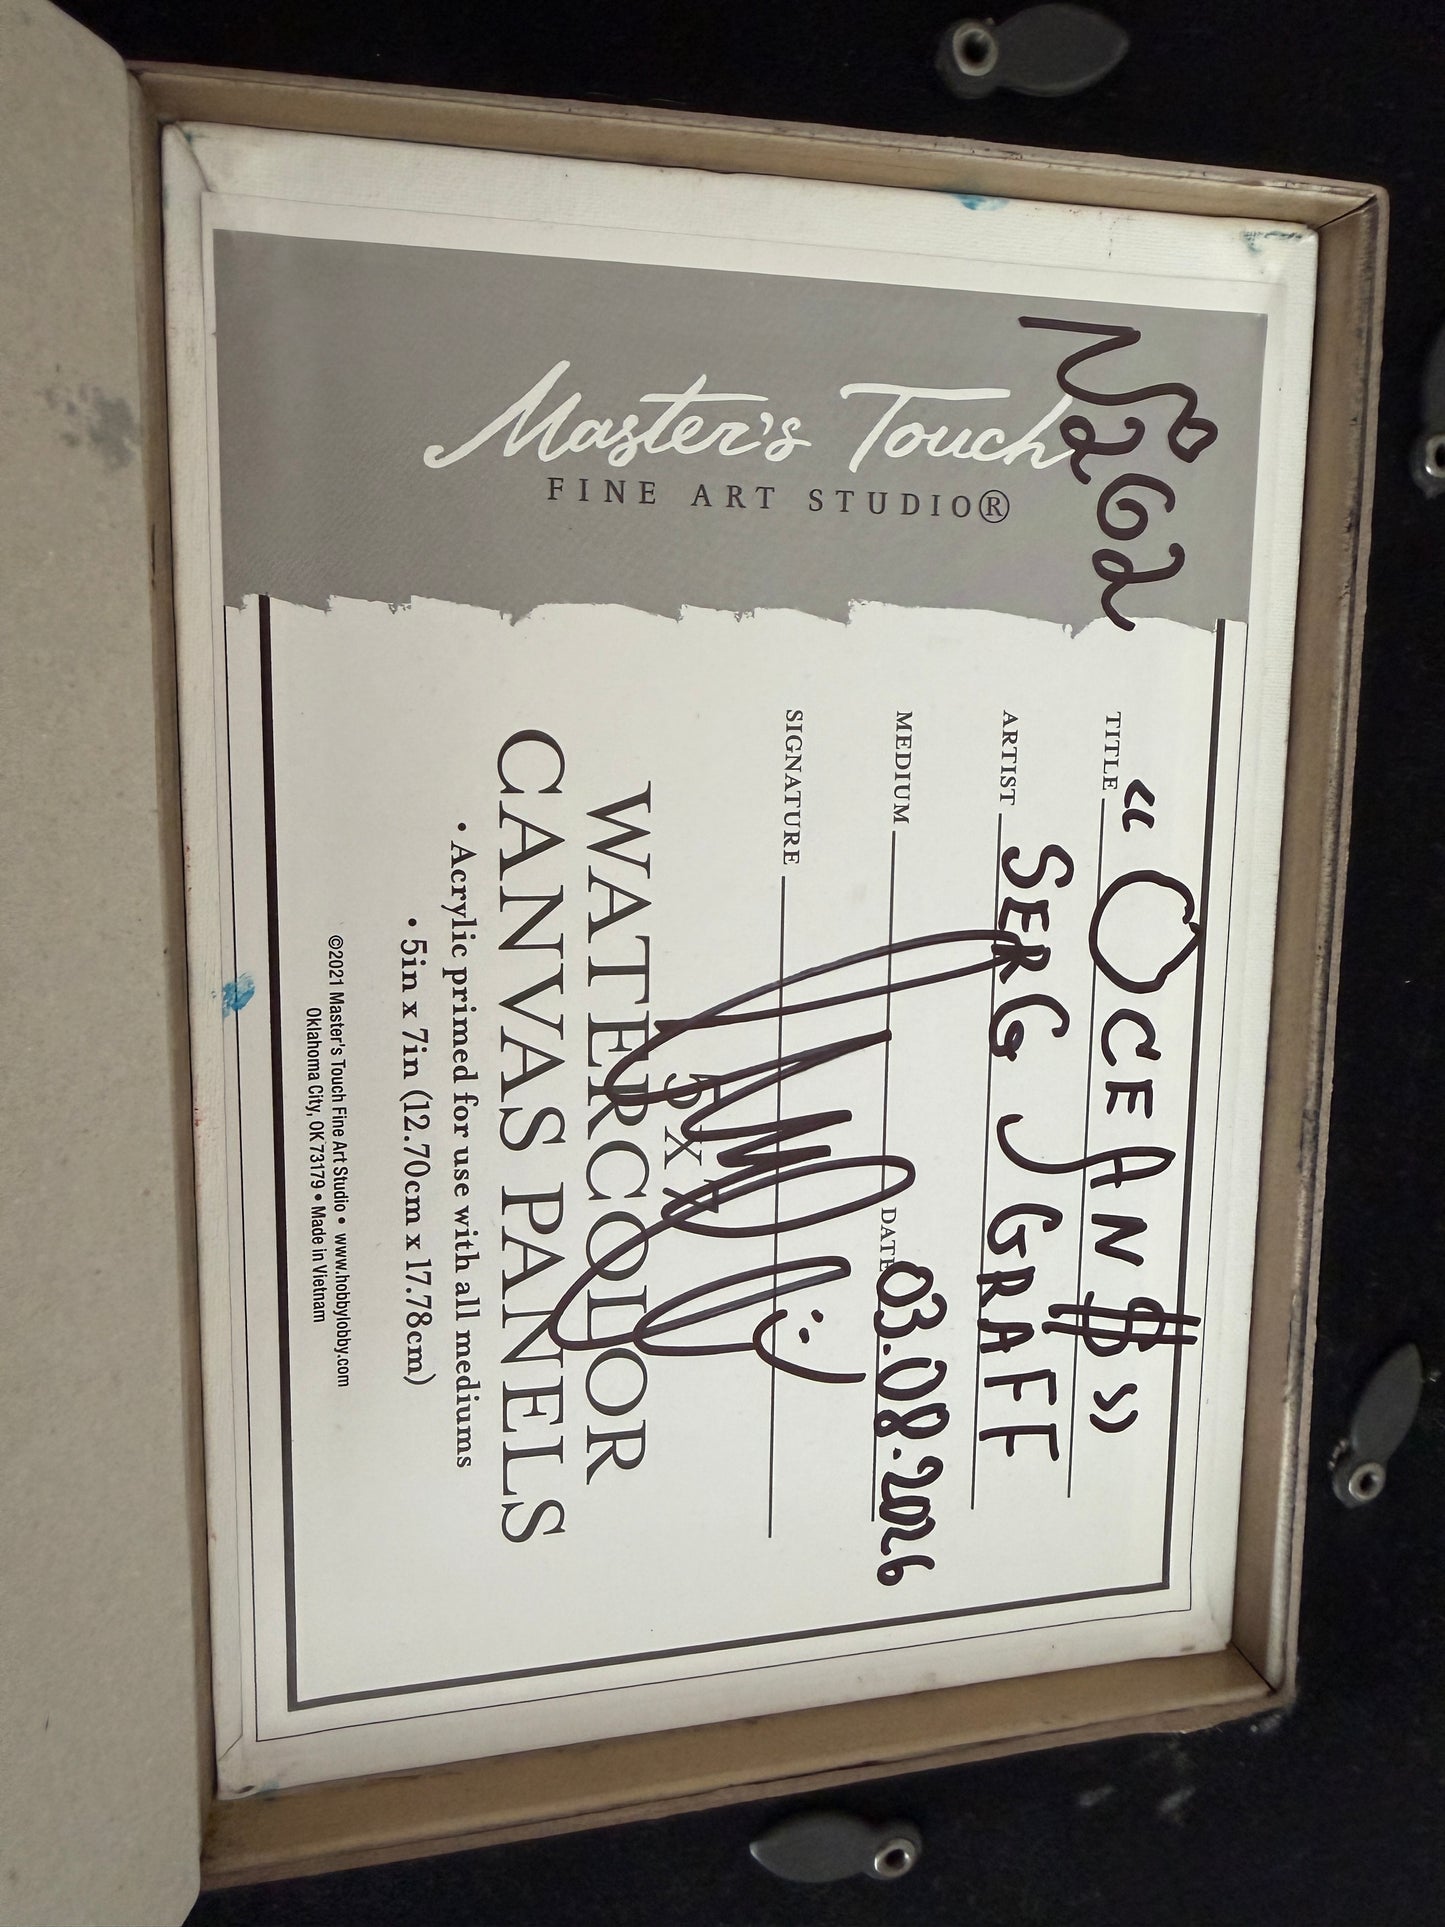 Master's Touch
FINE ART STUDIO®
N° 262
TITLE "OCEAN$"
ARTIST SERG J GRAFF
MEDIUM DATE 03.08.2026
SIGNATURE
5 X 7
WATERCOLOR
CANVAS PANELS
• Acrylic primed for use with all mediums
• 5in x 7in (12.70cm x 17.78cm)
©2021 Master's Touch Fine Art Studio • www.hobbylobby.com
Oklahoma City, OK 73179 • Made in Vietnam